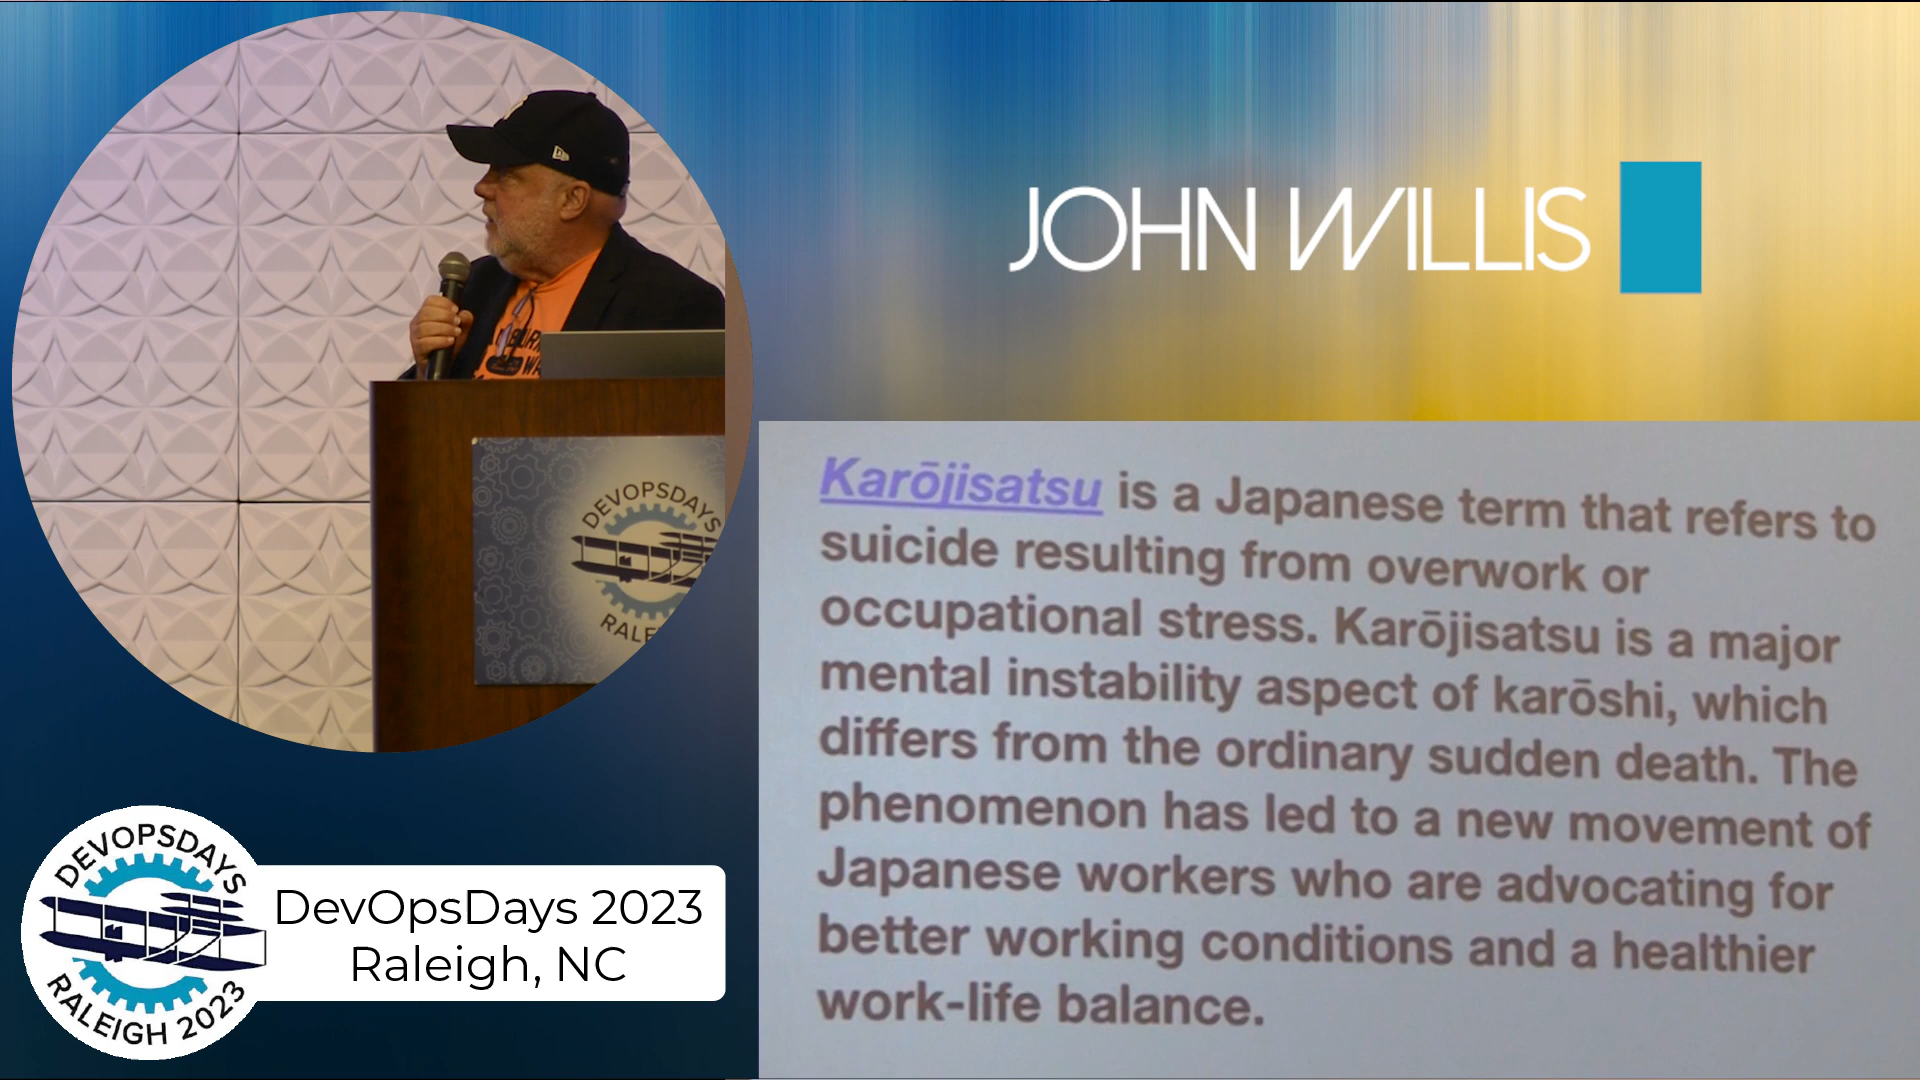 JOHN WILLIS
DEVOPSDAYS
RALE
Karōjisatsu is a Japanese term that refers to
suicide resulting from overwork or
occupational stress. Karōjisatsu is a major
mental instability aspect of karōshi, which
differs from the ordinary sudden death. The
phenomenon has led to a new movement of
Japanese workers who are advocating for
better working conditions and a healthier
work-life balance.
DEVOPSDAYS
RALEIGH 2023
DevOpsDays 2023
Raleigh, NC